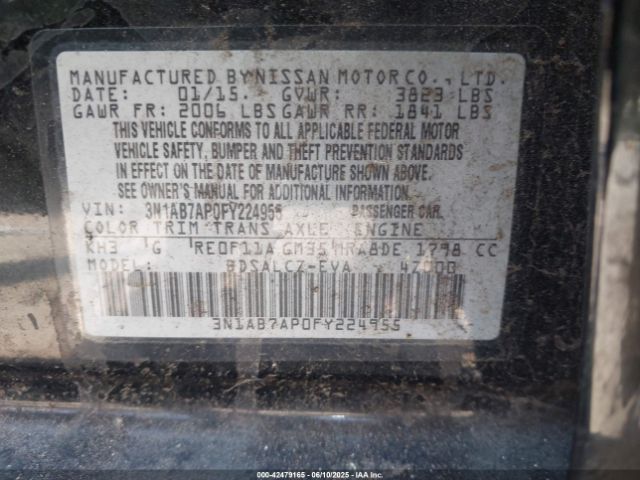 MANUFACTURED BY NISSAN MOTOR CO., LTD.
DATE: 01/15. GVWR: 3823 LBS
GAWR FR: 2006 LBS GAWR RR: 1841 LBS
THIS VEHICLE CONFORMS TO ALL APPLICABLE FEDERAL MOTOR
VEHICLE SAFETY, BUMPER AND THEFT PREVENTION STANDARDS
IN EFFECT ON THE DATE OF MANUFACTURE SHOWN ABOVE.
SEE OWNER'S MANUAL FOR ADDITIONAL INFORMATION.
VIN: 3N1AB7AP0FY224955 PASSENGER CAR
COLOR TRIM TRANS AXLE ENGINE
KH3 G RE0F11A GM35 MRA8DE 1798 CC
MODEL BDSALCZ-EVA 47000
3N1AB7AP0FY224955
000-42479165 - 06/10/2025 - IAAI.COM